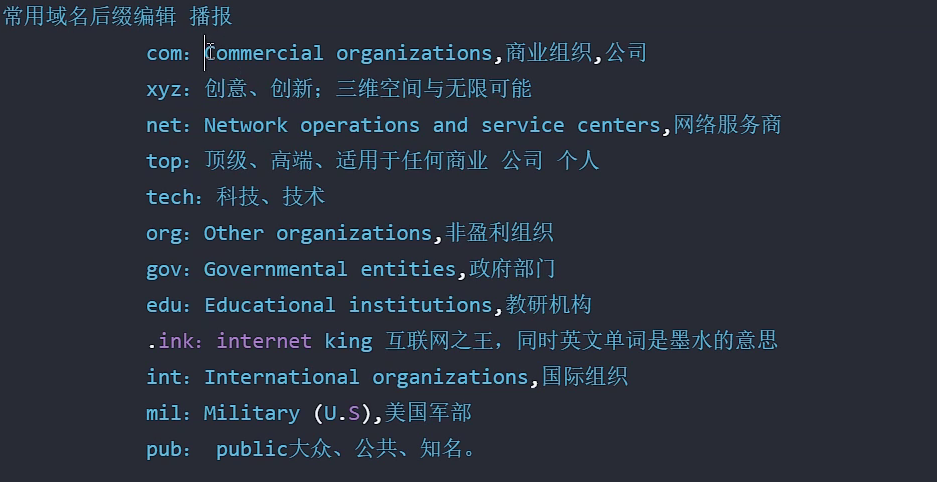 常用域名后缀编辑 播报
com：Commercial organizations,商业组织,公司
xyz：创意、创新；三维空间与无限可能
net：Network operations and service centers,网络服务商
top：顶级、高端、适用于任何商业 公司 个人
tech：科技、技术
org：Other organizations,非盈利组织
gov：Governmental entities,政府部门
edu：Educational institutions,教研机构
.ink：internet king 互联网之王，同时英文单词是墨水的意思
int：International organizations,国际组织
mil：Military (U.S),美国军部
pub： public大众、公共、知名。